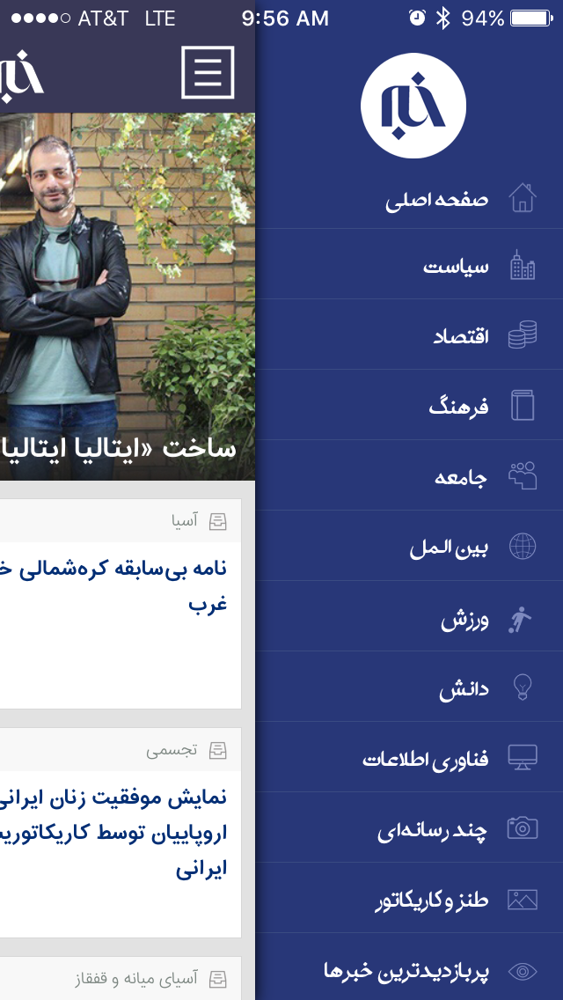 AT&T LTE 9:56 AM 94%
خبر
صفحه اصلی
سیاست
اقتصاد
فرهنگ
جامعه
بین الملل
ورزش
دانش
فناوری اطلاعات
چند رسانه‌ای
طنز و کاریکاتور
پربازدیدترین خبرها
ساخت «ایتالیا ایتالیا
آسیا
نامه بی‌سابقه کره‌شمالی
غرب
تجسمی
نمایش موفقیت زنان ایرانی
اروپاییان توسط
ایرانی
آسیای میانه و قفقاز